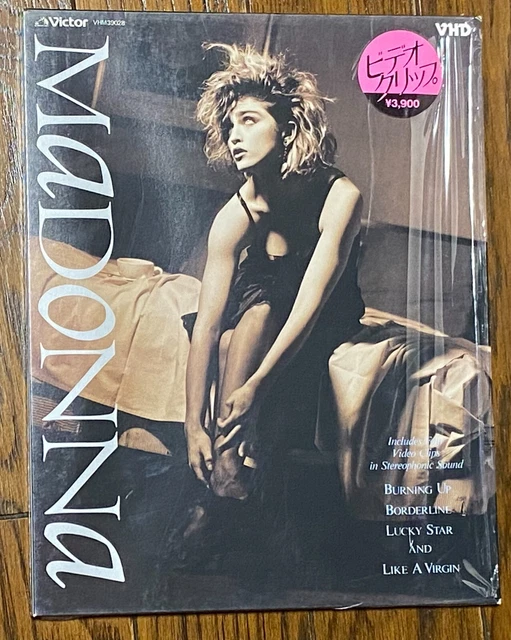 Victor
VHM39028
VHD
ビデオ
クリップ
¥3,900
MaDONNa
Includes
Video Clips
in Stereophonic Sound
BURNING UP
BORDERLINE
LUCKY STAR
AND
LIKE A VIRGIN